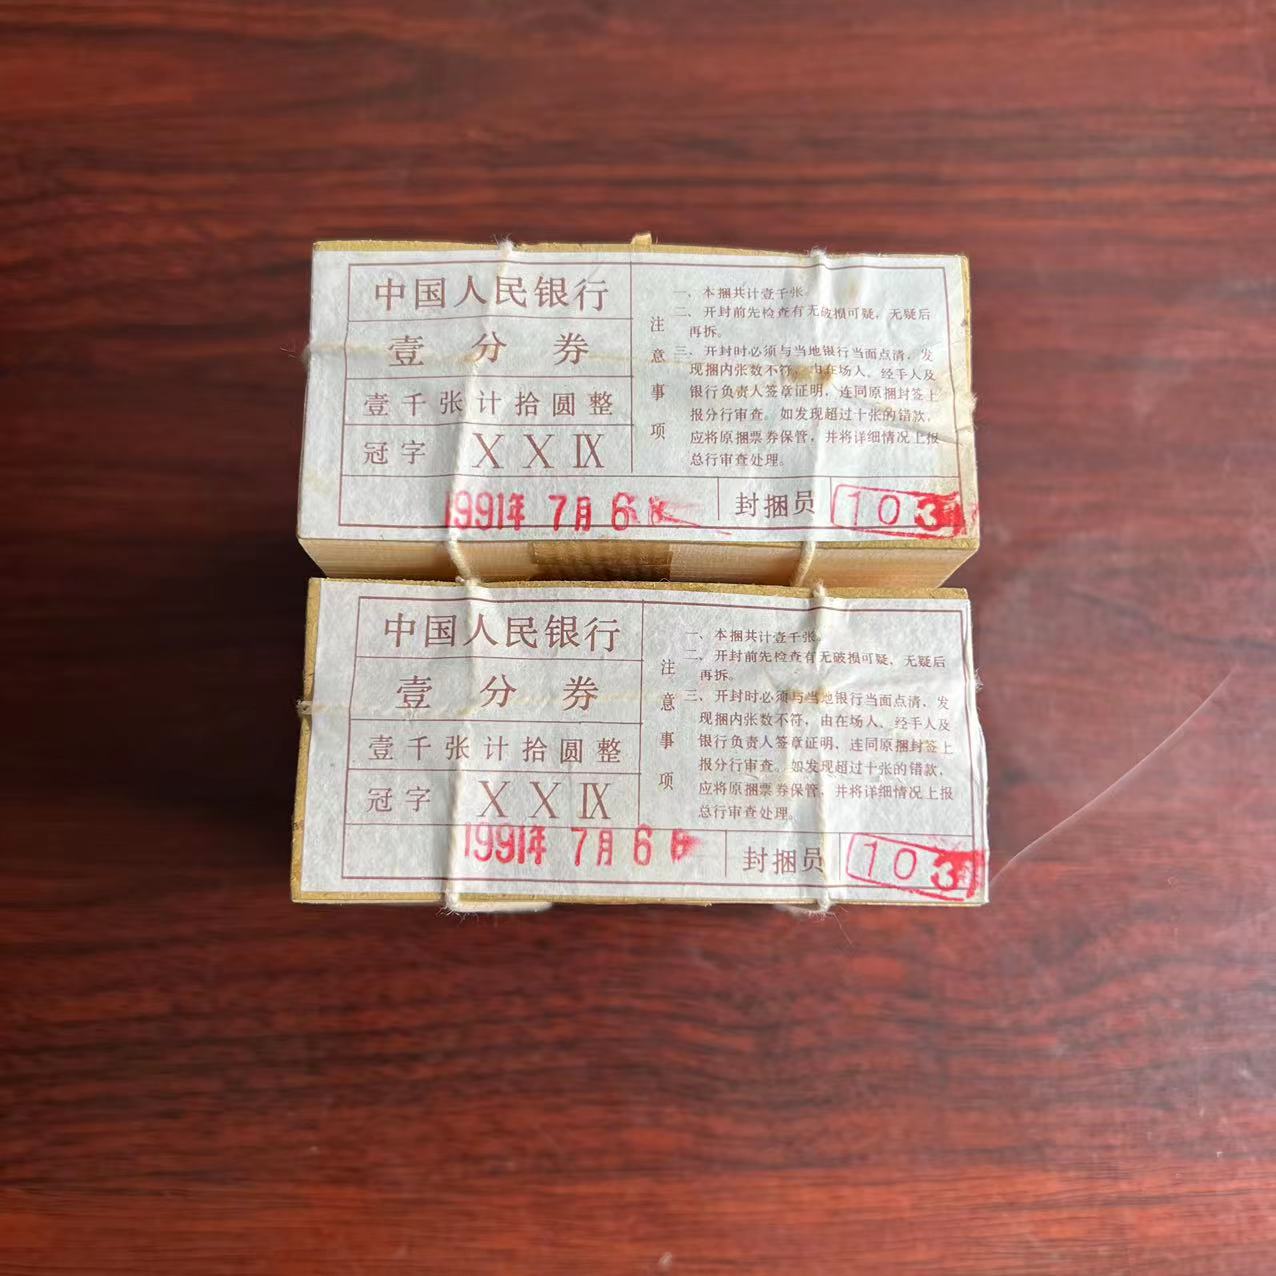 中国人民银行
壹分券
壹千张计拾圆整
冠字 X X IX
1991年 7月 6日
注意事项
一、本捆共计壹千张。
二、开封前先检查有无破损可疑，无疑后
再拆。
三、开封时必须与当地银行当面点清，发
现捆内张数不符，由在场人、经手人及
银行负责人签章证明，连同原捆封签上
报分行审查。如发现超过十张的错款，
应将原捆票券保管，并将详细情况上报
总行审查处理。
封捆员 103
中国人民银行
壹分券
壹千张计拾圆整
冠字 X X IX
1991年 7月 6日
注意事项
一、本捆共计壹千张。
二、开封前先检查有无破损可疑，无疑后
再拆。
三、开封时必须与当地银行当面点清，发
现捆内张数不符，由在场人、经手人及
银行负责人签章证明，连同原捆封签上
报分行审查。如发现超过十张的错款，
应将原捆票券保管，并将详细情况上报
总行审查处理。
封捆员 103